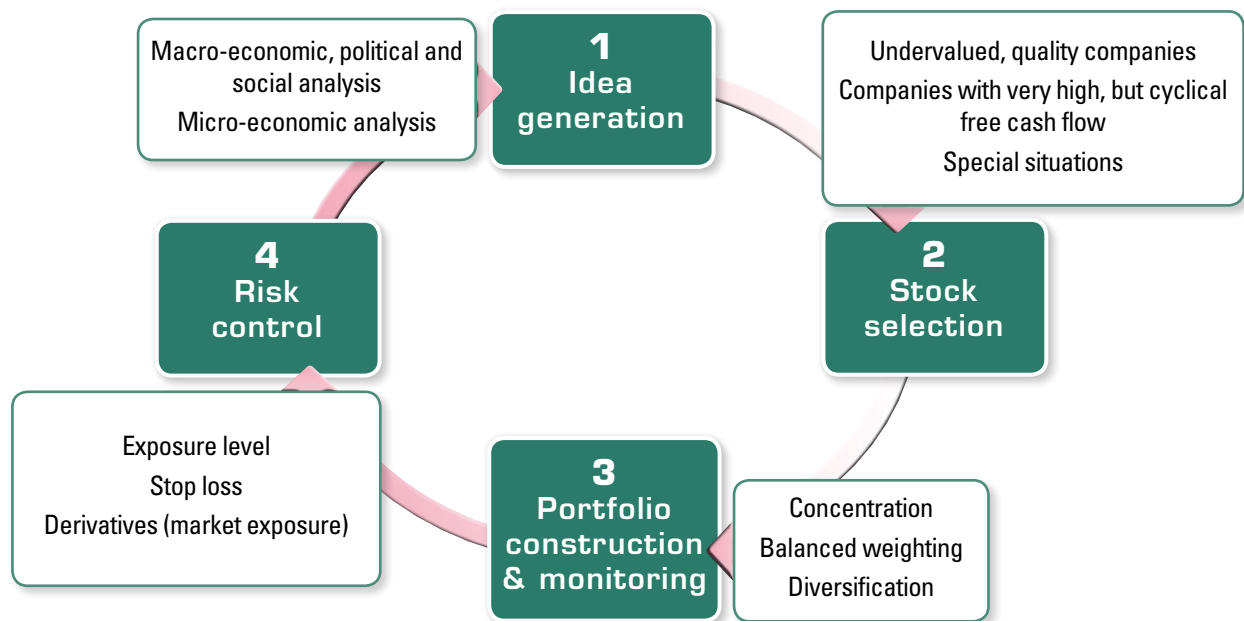 Macro-economic, political and
social analysis
Micro-economic analysis
1
Idea
generation
Undervalued, quality companies
Companies with very high, but cyclical
free cash flow
Special situations
2
Stock
selection
Concentration
Balanced weighting
Diversification
3
Portfolio
construction
& monitoring
Exposure level
Stop loss
Derivatives (market exposure)
4
Risk
control